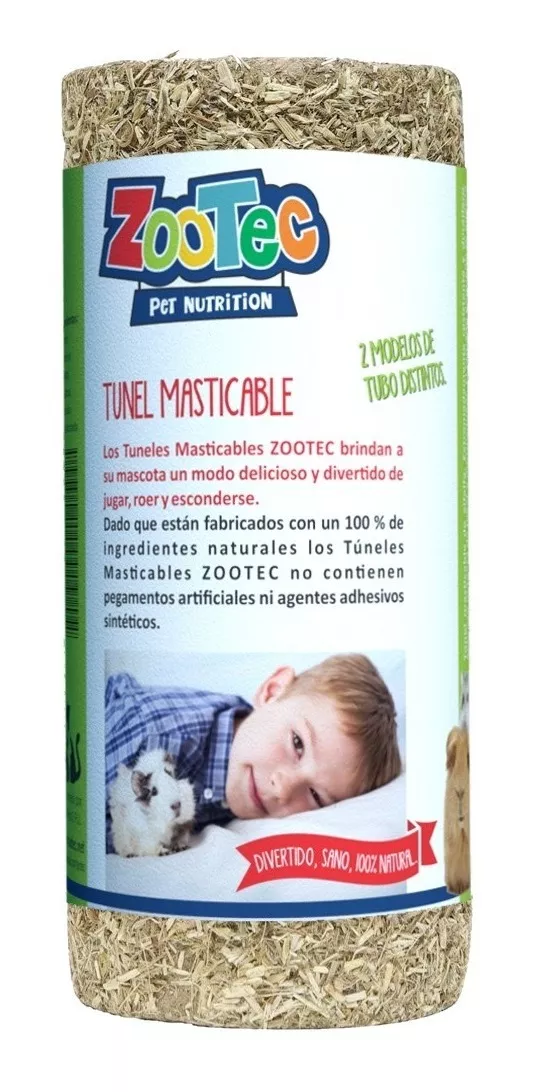 ZooTec
PET NUTRITION
2 MODELOS DE
TUBO DISTINTOS.
TUNEL MASTICABLE
Los Tuneles Masticables ZOOTEC brindan a
su mascota un modo delicioso y divertido de
jugar, roer y esconderse.
Dado que están fabricados con un 100 % de
ingredientes naturales los Túneles
Masticables ZOOTEC no contienen
pegamentos artificiales ni agentes adhesivos
sintéticos.
DIVERTIDO, SANO, 100% NATURAL